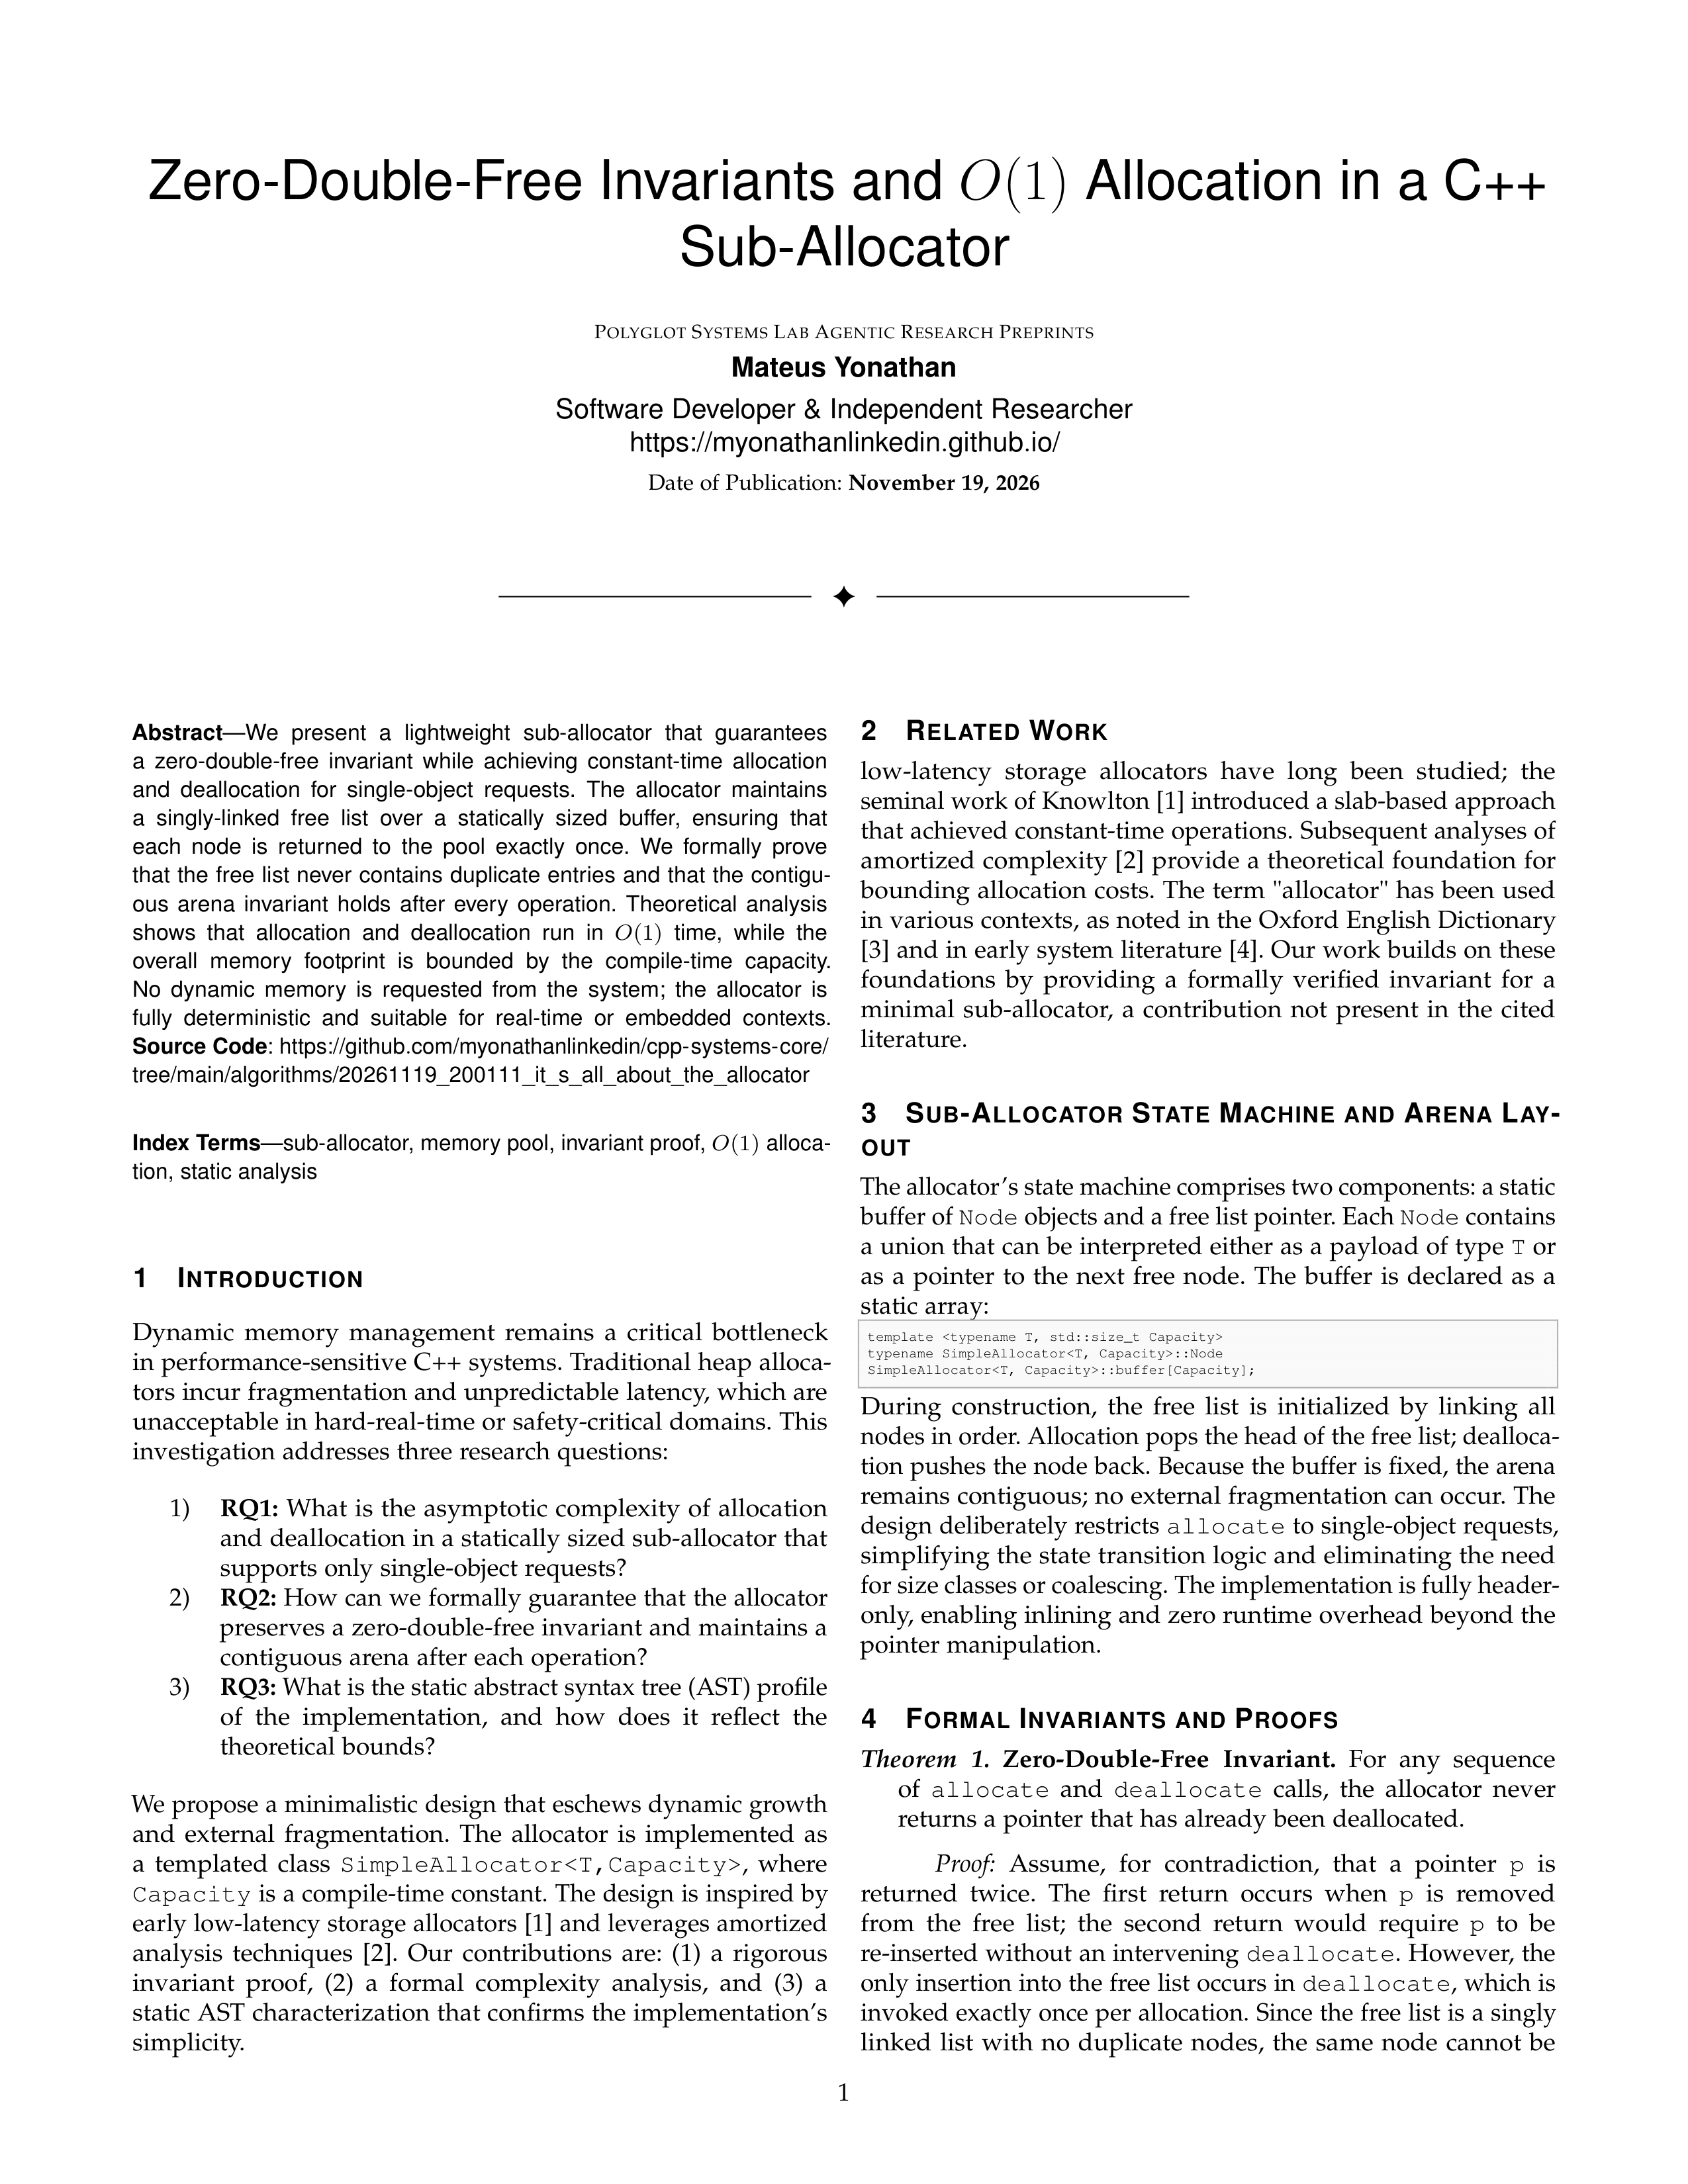 Zero-Double-Free Invariants and O(1) Allocation in a C++
Sub-Allocator
POLYGLOT SYSTEMS LAB AGENTIC RESEARCH PREPRINTS
Mateus Yonathan
Software Developer & Independent Researcher
https://myonathanlinkedin.github.io/
Date of Publication: November 19, 2026
Abstract—We present a lightweight sub-allocator that guarantees
a zero-double-free invariant while achieving constant-time allocation
and deallocation for single-object requests. The allocator maintains
a singly-linked free list over a statically sized buffer, ensuring that
each node is returned to the pool exactly once. We formally prove
that the free list never contains duplicate entries and that the contigu-
ous arena invariant holds after every operation. Theoretical analysis
shows that allocation and deallocation run in O(1) time, while the
overall memory footprint is bounded by the compile-time capacity.
No dynamic memory is requested from the system; the allocator is
fully deterministic and suitable for real-time or embedded contexts.
Source Code: https://github.com/myonathanlinkedin/cpp-systems-core/
tree/main/algorithms/20261119_200111_it_s_all_about_the_allocator
Index Terms—sub-allocator, memory pool, invariant proof, O(1) alloca-
tion, static analysis
1 INTRODUCTION
Dynamic memory management remains a critical bottleneck
in performance-sensitive C++ systems. Traditional heap alloca-
tors incur fragmentation and unpredictable latency, which are
unacceptable in hard-real-time or safety-critical domains. This
investigation addresses three research questions:
1) RQ1: What is the asymptotic complexity of allocation
and deallocation in a statically sized sub-allocator that
supports only single-object requests?
2) RQ2: How can we formally guarantee that the allocator
preserves a zero-double-free invariant and maintains a
contiguous arena after each operation?
3) RQ3: What is the static abstract syntax tree (AST) profile
of the implementation, and how does it reflect the
theoretical bounds?
We propose a minimalistic design that eschews dynamic growth
and external fragmentation. The allocator is implemented as
a templated class SimpleAllocator<T,Capacity>, where
Capacity is a compile-time constant. The design is inspired by
early low-latency storage allocators [1] and leverages amortized
analysis techniques [2]. Our contributions are: (1) a rigorous
invariant proof, (2) a formal complexity analysis, and (3) a
static AST characterization that confirms the implementation's
simplicity.
2 RELATED WORK
low-latency storage allocators have long been studied; the
seminal work of Knowlton [1] introduced a slab-based approach
that achieved constant-time operations. Subsequent analyses of
amortized complexity [2] provide a theoretical foundation for
bounding allocation costs. The term "allocator" has been used
in various contexts, as noted in the Oxford English Dictionary
[3] and in early system literature [4]. Our work builds on these
foundations by providing a formally verified invariant for a
minimal sub-allocator, a contribution not present in the cited
literature.
3 SUB-ALLOCATOR STATE MACHINE AND ARENA LAY-
OUT
The allocator's state machine comprises two components: a static
buffer of Node objects and a free list pointer. Each Node contains
a union that can be interpreted either as a payload of type T or
as a pointer to the next free node. The buffer is declared as a
static array:
template <typename T, std::size_t Capacity>
typename SimpleAllocator<T, Capacity>::Node
SimpleAllocator<T, Capacity>::buffer[Capacity];
During construction, the free list is initialized by linking all
nodes in order. Allocation pops the head of the free list; dealloca-
tion pushes the node back. Because the buffer is fixed, the arena
remains contiguous; no external fragmentation can occur. The
design deliberately restricts allocate to single-object requests,
simplifying the state transition logic and eliminating the need
for size classes or coalescing. The implementation is fully header-
only, enabling inlining and zero runtime overhead beyond the
pointer manipulation.
4 FORMAL INVARIANTS AND PROOFS
Theorem 1. Zero-Double-Free Invariant. For any sequence
of allocate and deallocate calls, the allocator never
returns a pointer that has already been deallocated.
Proof: Assume, for contradiction, that a pointer p is
returned twice. The first return occurs when p is removed
from the free list; the second return would require p to be
re-inserted without an intervening deallocate. However, the
only insertion into the free list occurs in deallocate, which is
invoked exactly once per allocation. Since the free list is a singly
linked list with no duplicate nodes, the same node cannot be
1